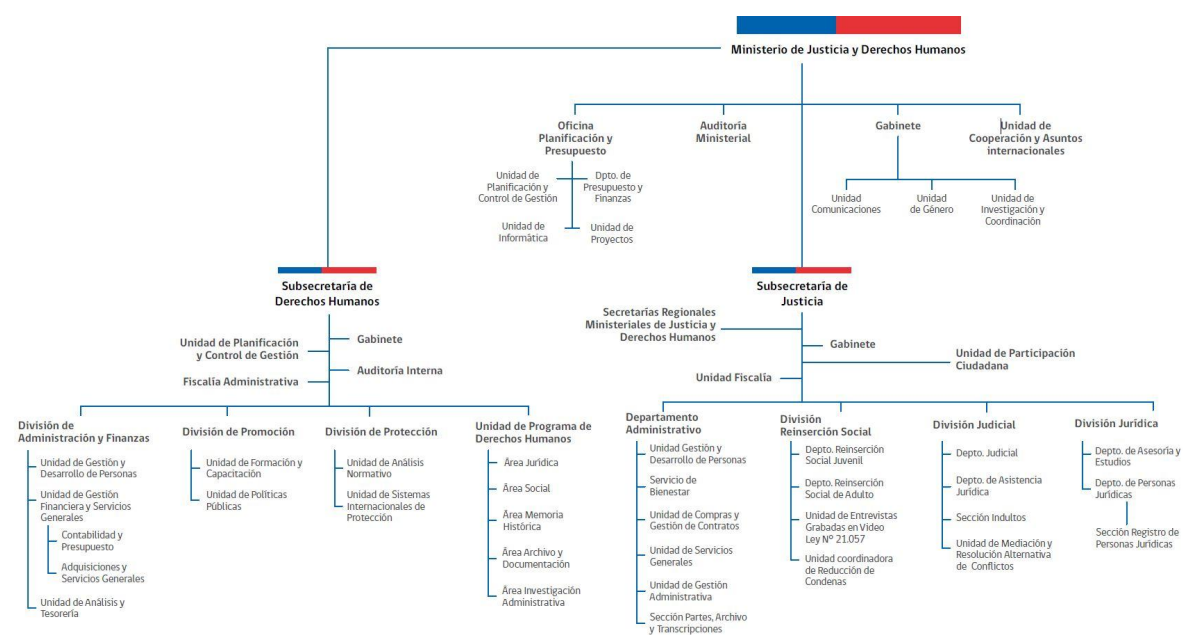 Ministerio de Justicia y Derechos Humanos
Oficina
Planificación y
Presupuesto
Auditoría
Ministerial
Gabinete
Unidad de
Cooperación y Asuntos
internacionales
Unidad de
Planificación y
Control de Gestión
Dpto. de
Presupuesto y
Finanzas
Unidad de
Informática
Unidad de
Proyectos
Unidad
Comunicaciones
Unidad
de Género
Unidad de
Investigación y
Coordinación
Subsecretaría de
Derechos Humanos
Unidad de Planificación
y Control de Gestión
Gabinete
Auditoría Interna
Fiscalía Administrativa
División de
Administración y Finanzas
Unidad de Gestión y
Desarrollo de Personas
Unidad de Gestión
Financiera y Servicios
Generales
Contabilidad y
Presupuesto
Adquisiciones y
Servicios Generales
Unidad de Análisis y
Tesorería
División de Promoción
Unidad de Formación y
Capacitación
Unidad de Políticas
Públicas
División de Protección
Unidad de Análisis
Normativo
Unidad de Sistemas
Internacionales de
Protección
Unidad de Programa de
Derechos Humanos
Área Jurídica
Área Social
Área Memoria
Histórica
Área Archivo y
Documentación
Área Investigación
Administrativa
Subsecretaría de
Justicia
Secretarías Regionales
Ministeriales de Justicia y
Derechos Humanos
Gabinete
Unidad de Participación
Ciudadana
Unidad Fiscalía
Departamento
Administrativo
Unidad Gestión y
Desarrollo de Personas
Servicio de
Bienestar
Unidad de Compras y
Gestión de Contratos
Unidad de Servicios
Generales
Unidad de Gestión
Administrativa
Sección Partes, Archivo
y Transcripciones
División
Reinserción Social
Depto. Reinserción
Social Juvenil
Depto. Reinserción
Social de Adulto
Unidad de Entrevistas
Grabadas en Video
Ley Nº 21.057
Unidad coordinadora
de Reducción de
Condenas
División Judicial
Depto. Judicial
Depto. de Asistencia
Jurídica
Sección Indultos
Unidad de Mediación y
Resolución Alternativa
de Conflictos
División Jurídica
Depto. de Asesoría y
Estudios
Depto. de Personas
Jurídicas
Sección Registro de
Personas Jurídicas